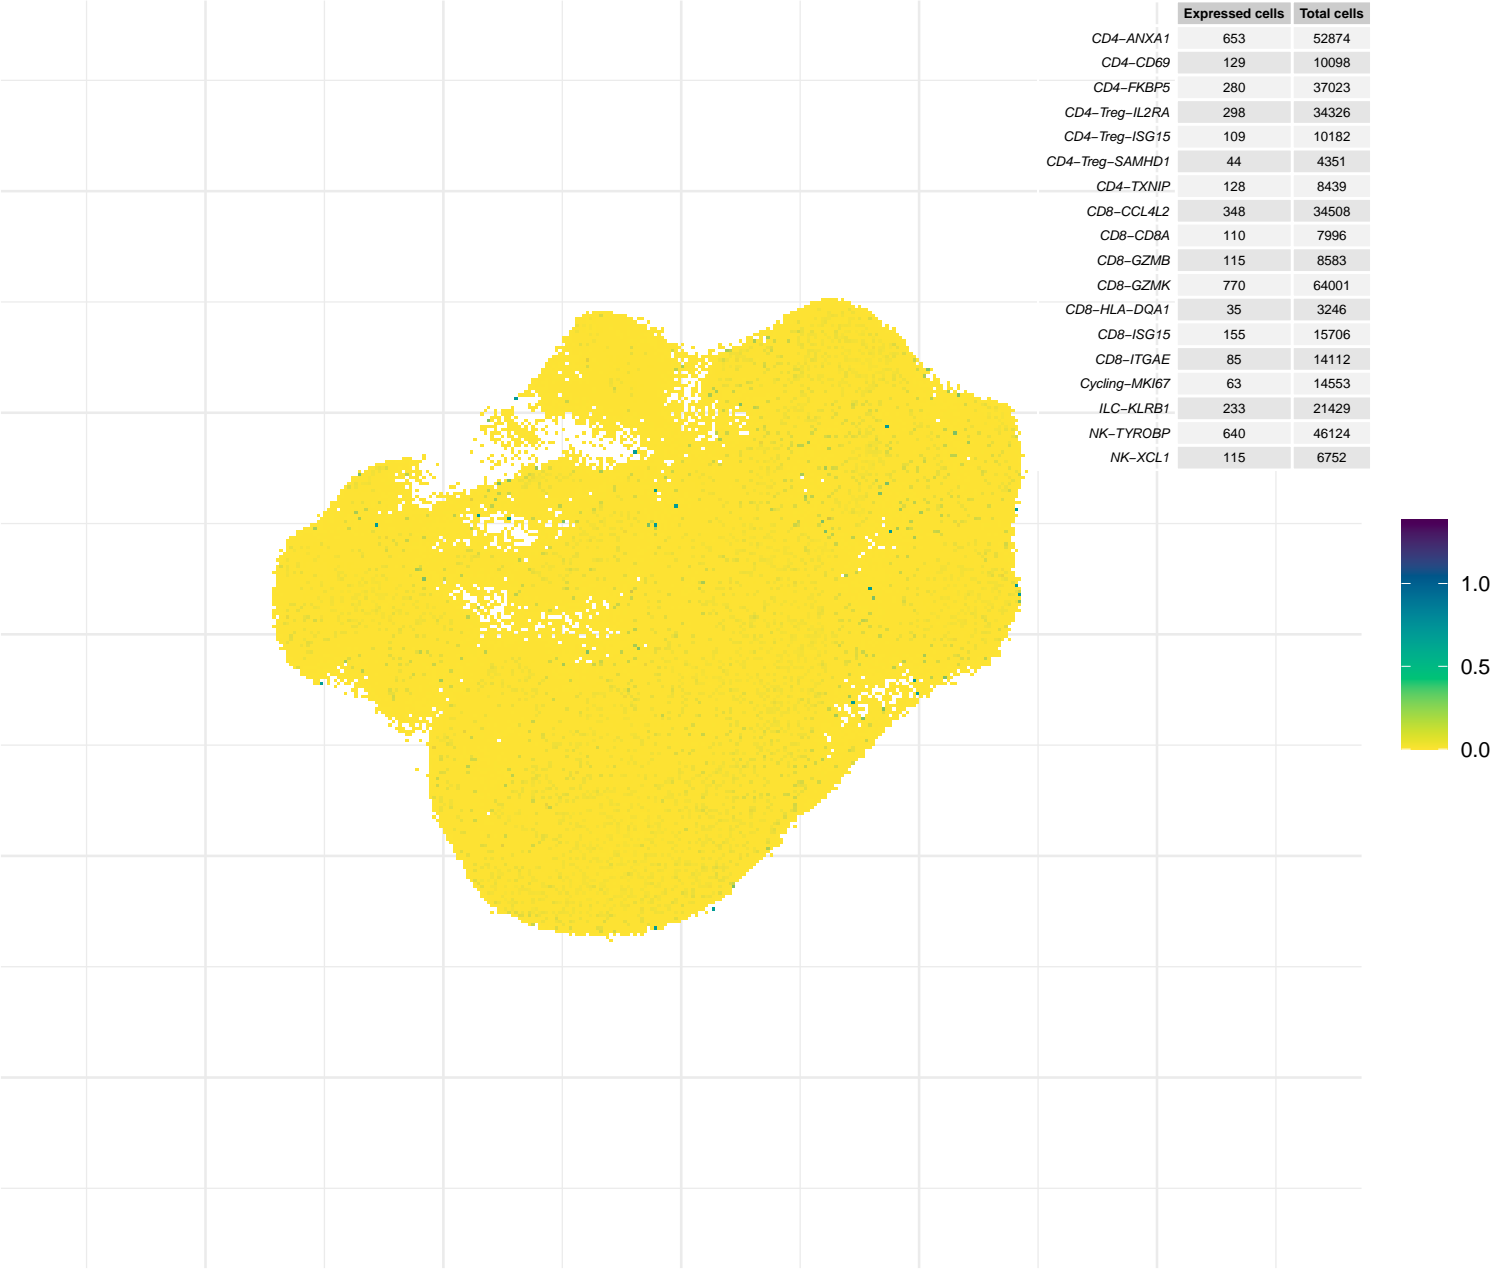 Expressed cells Total cells
CD4−ANXA1 653 52874
CD4−CD69 129 10098
CD4−FKBP5 280 37023
CD4−Treg−IL2RA 298 34326
CD4−Treg−ISG15 109 10182
CD4−Treg−SAMHD1 44 4351
CD4−TXNIP 128 8439
CD8−CCL4L2 348 34508
CD8−CD8A 110 7996
CD8−GZMB 115 8583
CD8−GZMK 770 64001
CD8−HLA−DQA1 35 3246
CD8−ISG15 155 15706
CD8−ITGAE 85 14112
Cycling−MKI67 63 14553
ILC−KLRB1 233 21429
NK−TYROBP 640 46124
NK−XCL1 115 6752
1.0
0.5
0.0